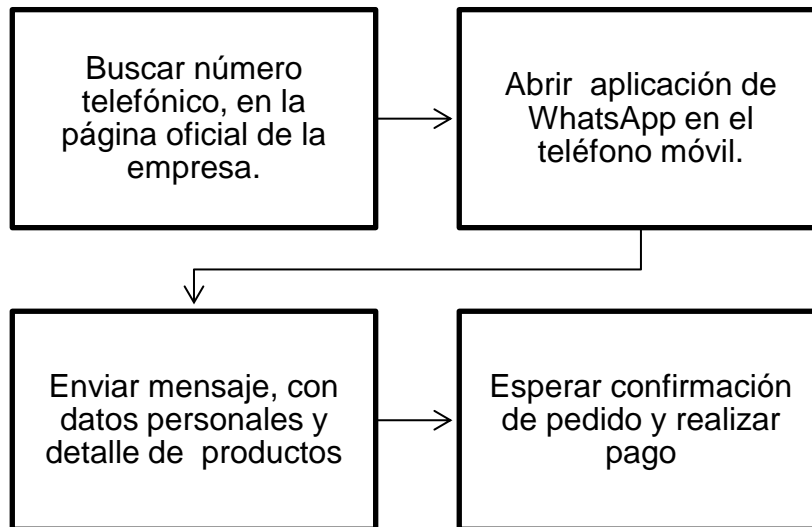 Buscar número
telefónico, en la
página oficial de la
empresa.
Abrir  aplicación de
WhatsApp en el
teléfono móvil.
Enviar mensaje, con
datos personales y
detalle de  productos
Esperar confirmación
de pedido y realizar
pago